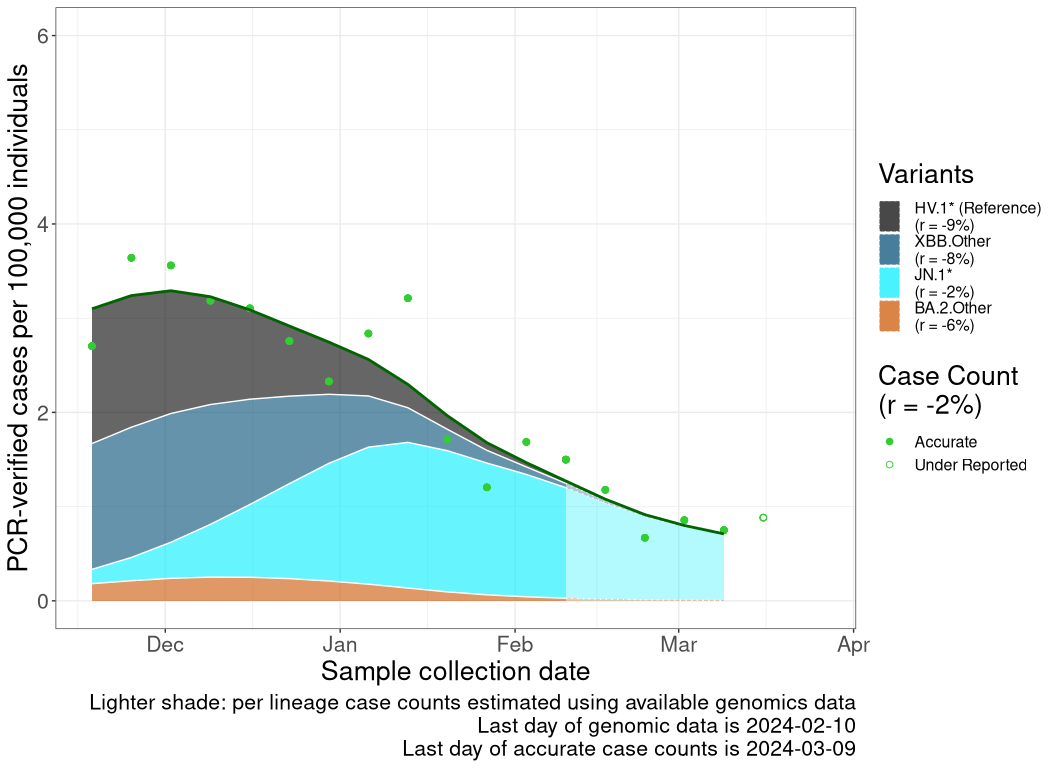 PCR-verified cases per 100,000 individuals
6
4
2
0
Dec
Jan
Feb
Mar
Apr
Sample collection date
Lighter shade: per lineage case counts estimated using available genomics data
Last day of genomic data is 2024-02-10
Last day of accurate case counts is 2024-03-09
Variants
HV.1* (Reference)
(r = -9%)
XBB.Other
(r = -8%)
JN.1*
(r = -2%)
BA.2.Other
(r = -6%)
Case Count
(r = -2%)
Accurate
Under Reported